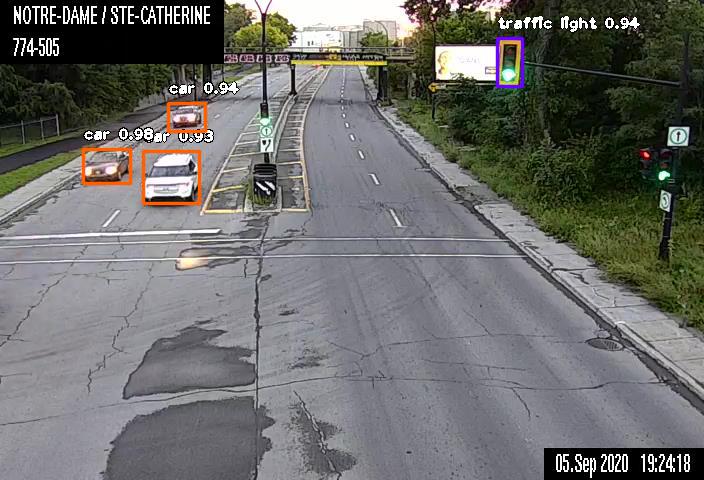 NOTRE-DAME / STE-CATHERINE
774-505
traffic light 0.94
car 0.94
car 0.98
car 0.93
05.Sep 2020 19:24:18